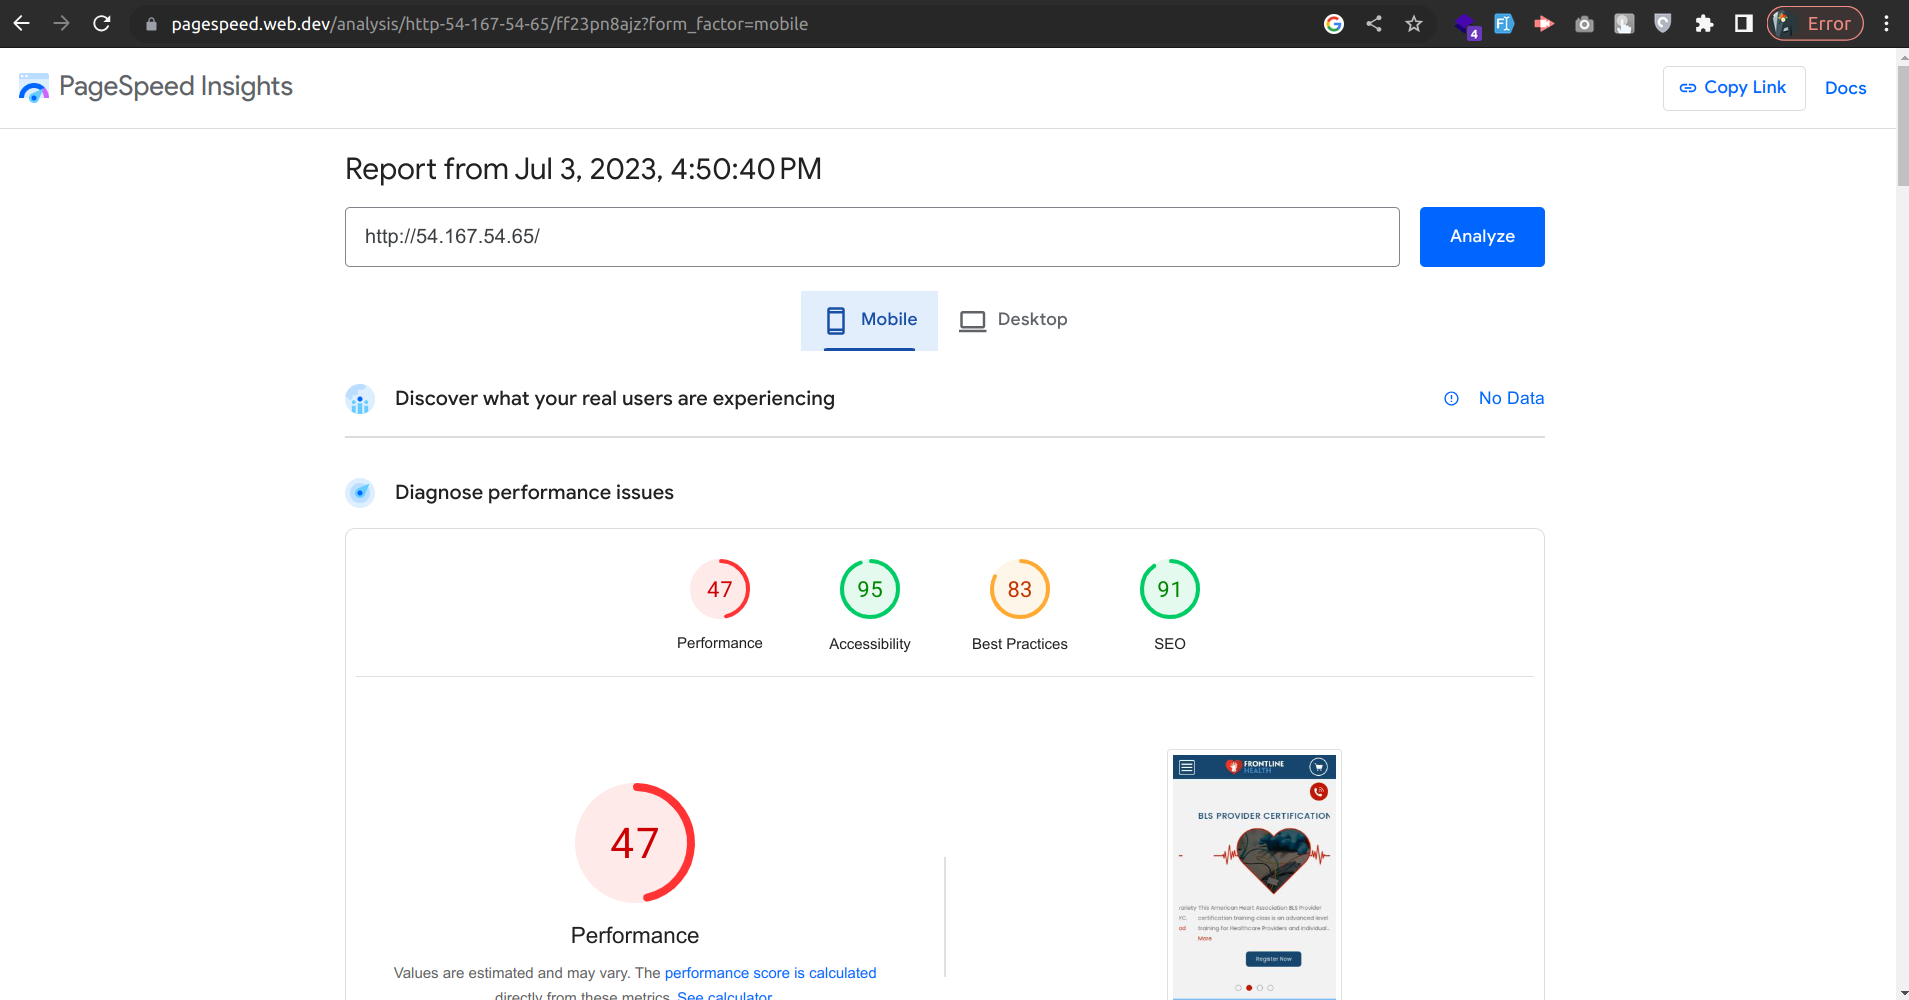 pagespeed.web.dev/analysis/http-54-167-54-65/ff23pn8ajz?form_factor=mobile
4
Error
PageSpeed Insights
Copy Link
Docs
Report from Jul 3, 2023, 4:50:40 PM
http://54.167.54.65/
Analyze
Mobile
Desktop
Discover what your real users are experiencing
No Data
Diagnose performance issues
47
95
83
91
Performance
Accessibility
Best Practices
SEO
47
Performance
Values are estimated and may vary. The performance score is calculated
directly from these metrics. See calculator.
FRONTLINE
HEALTH
BLS PROVIDER CERTIFICATION
variety This American Heart Association BLS Provider
YC. certification training class is an advanced level
ad training for Healthcare Providers and individual..
More
Register Now